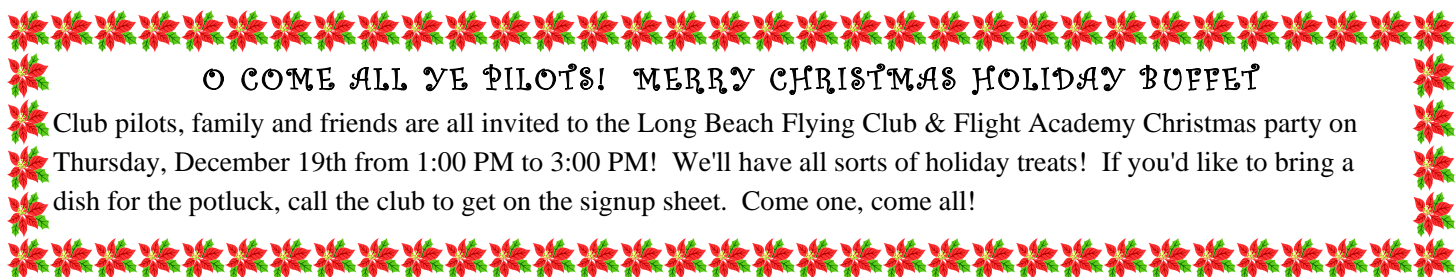 O COME ALL YE PILOTS!  MERRY CHRISTMAS HOLIDAY BUFFET
Club pilots, family and friends are all invited to the Long Beach Flying Club & Flight Academy Christmas party on
Thursday, December 19th from 1:00 PM to 3:00 PM!  We'll have all sorts of holiday treats!  If you'd like to bring a
dish for the potluck, call the club to get on the signup sheet.  Come one, come all!